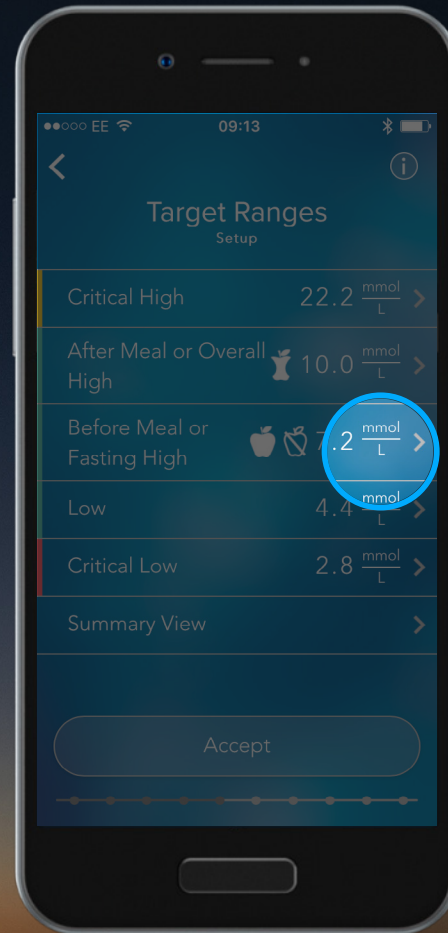 EE 09:13
Target Ranges
Setup
Critical High 22.2 mmol/L
After Meal or Overall
High 10.0 mmol/L
Before Meal or
Fasting High 7.2 mmol/L
Low 4.4 mmol/L
Critical Low 2.8 mmol/L
Summary View
Accept